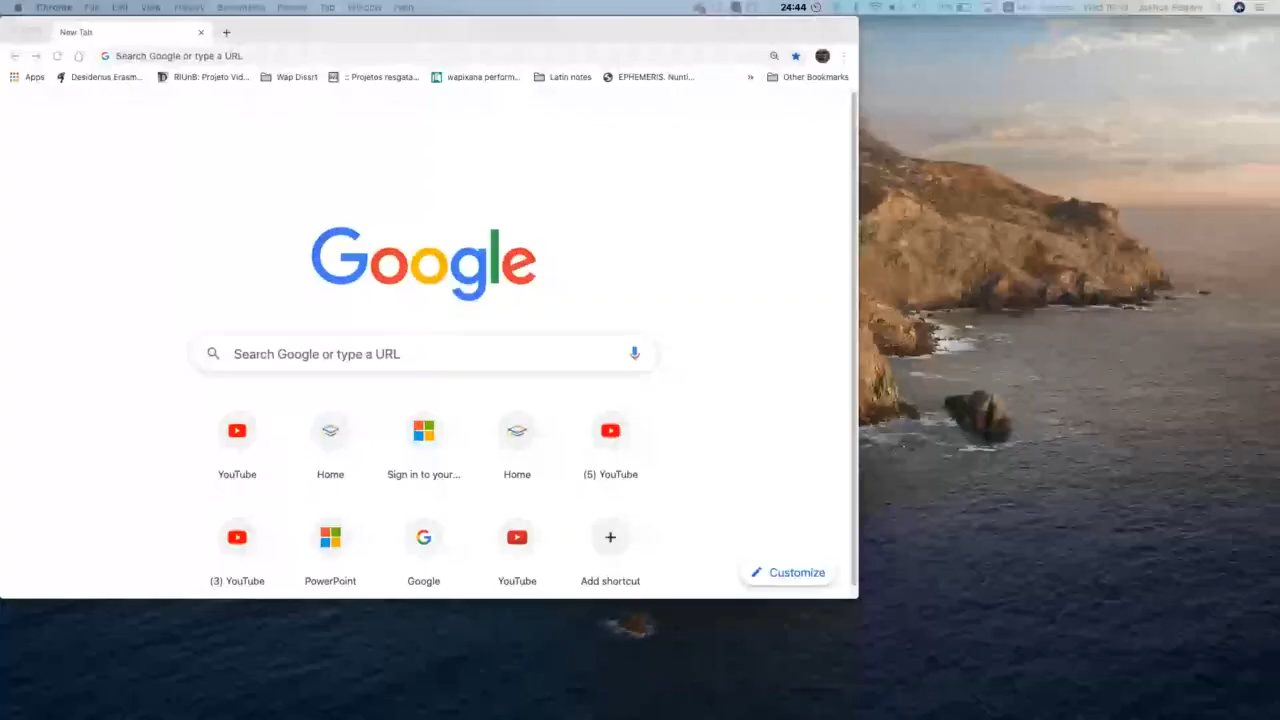 Chrome File Edit View History Bookmarks People Tab Window Help 24:44
New Tab
Search Google or type a URL
Apps Desiderius Erasm... RIUnB: Projeto Vid... Wap Dissrt :: Projetos resgata... wapixana perform... Latin notes EPHEMERIS. Nunti... » Other Bookmarks
Google
Search Google or type a URL
YouTube Home Sign in to your... Home (5) YouTube
(3) YouTube PowerPoint Google YouTube Add shortcut
Customize